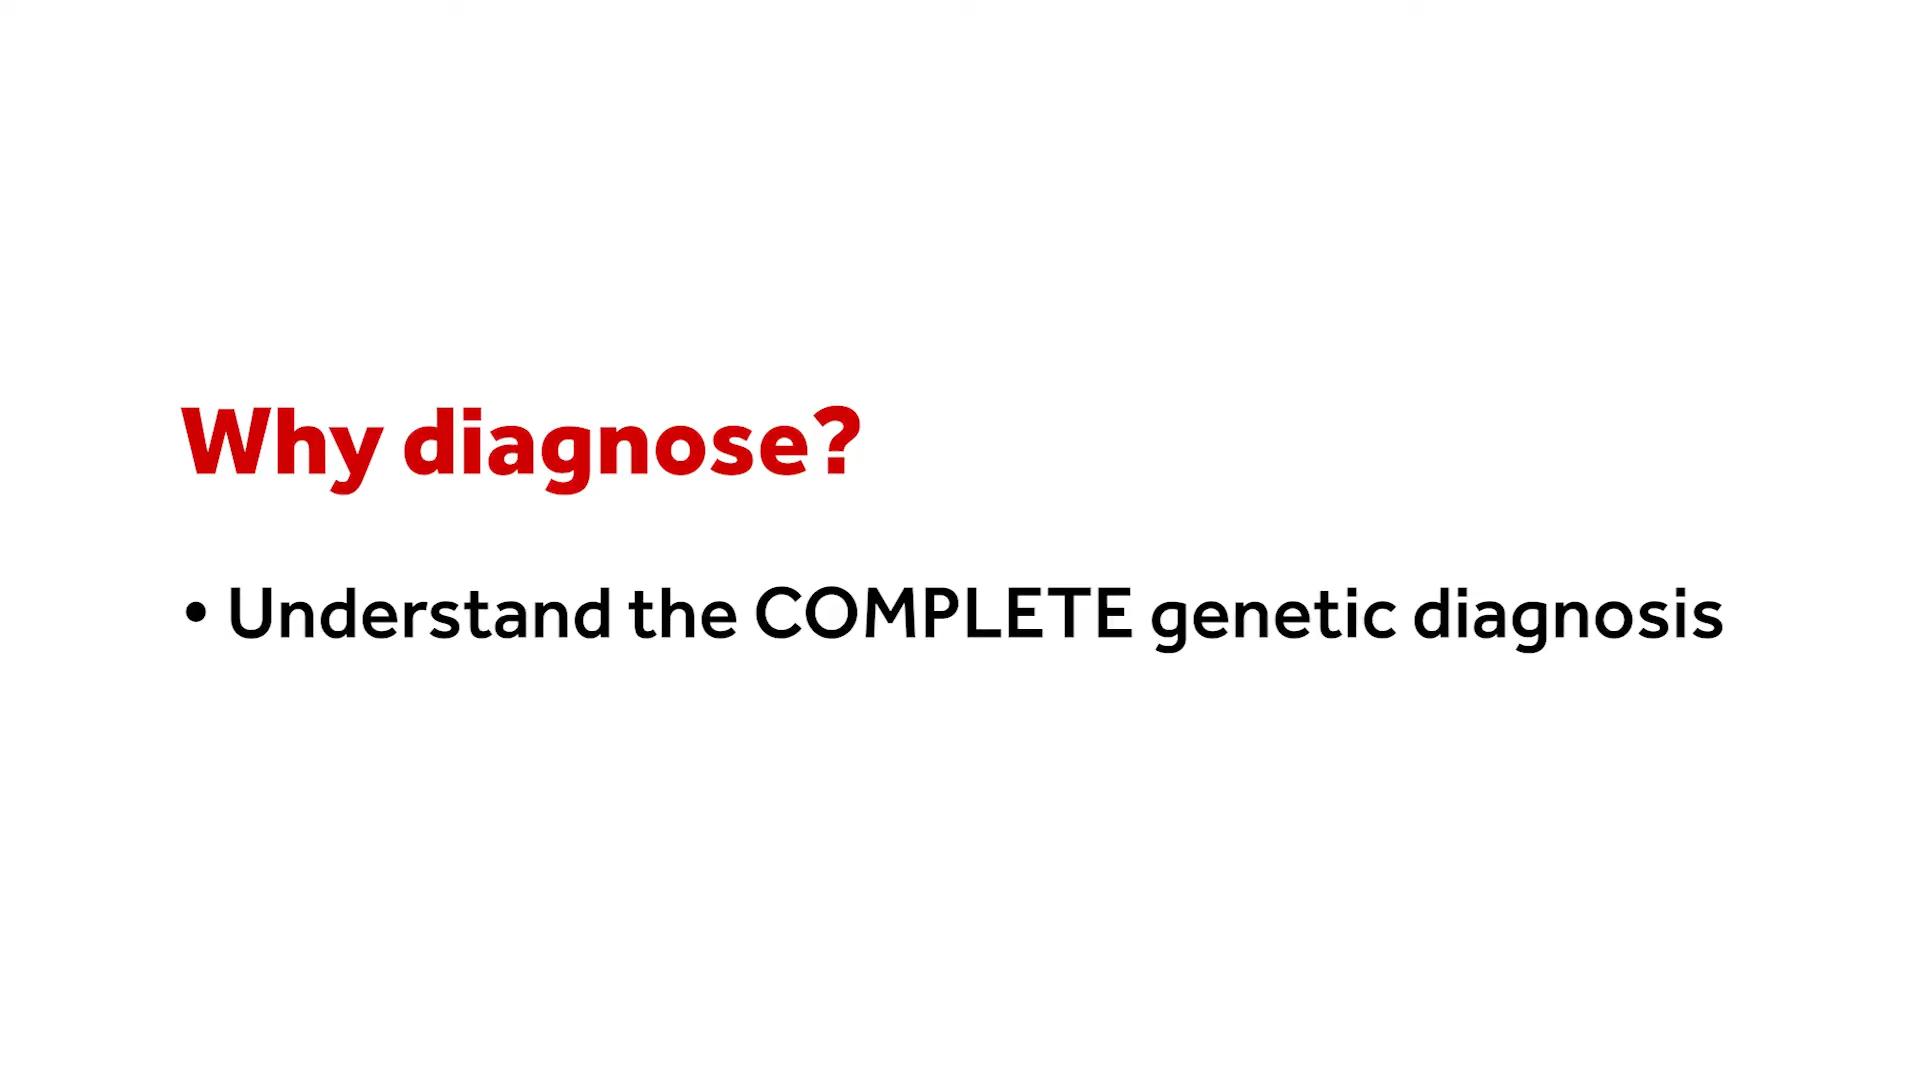 Why diagnose?
• Understand the COMPLETE genetic diagnosis